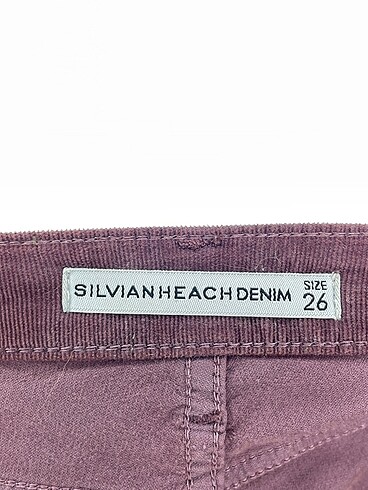 SILVIAN HEACH DENIM SIZE 26